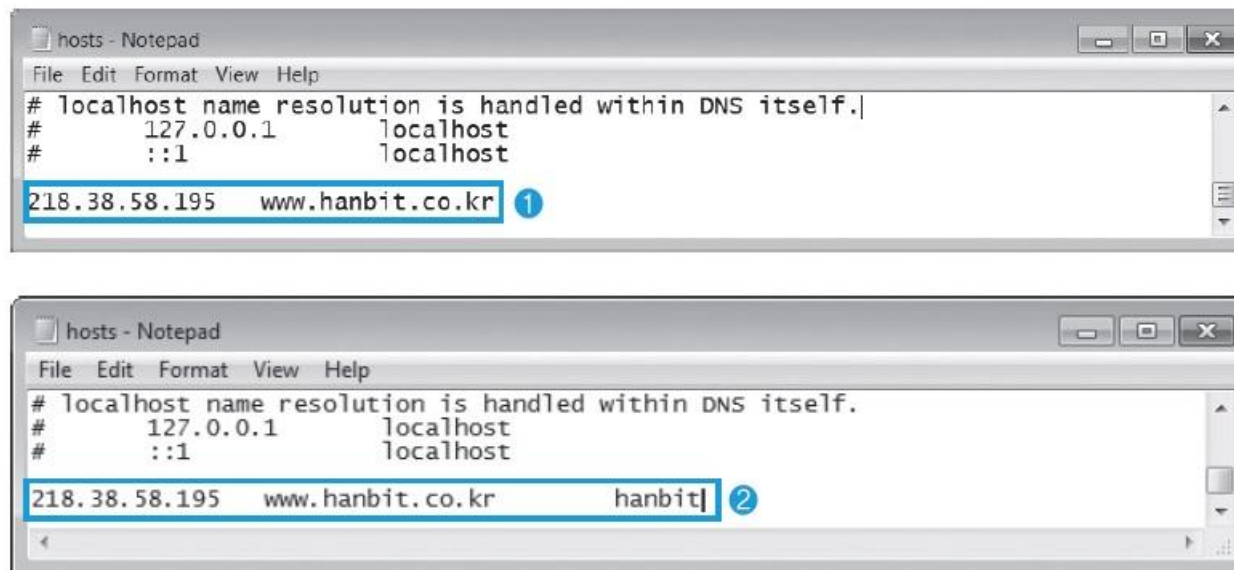 hosts - Notepad
File Edit Format View Help
# localhost name resolution is handled within DNS itself.
# 127.0.0.1 localhost
# ::1 localhost
218.38.58.195 www.hanbit.co.kr ❶
hosts - Notepad
File Edit Format View Help
# localhost name resolution is handled within DNS itself.
# 127.0.0.1 localhost
# ::1 localhost
218.38.58.195 www.hanbit.co.kr hanbit ❷